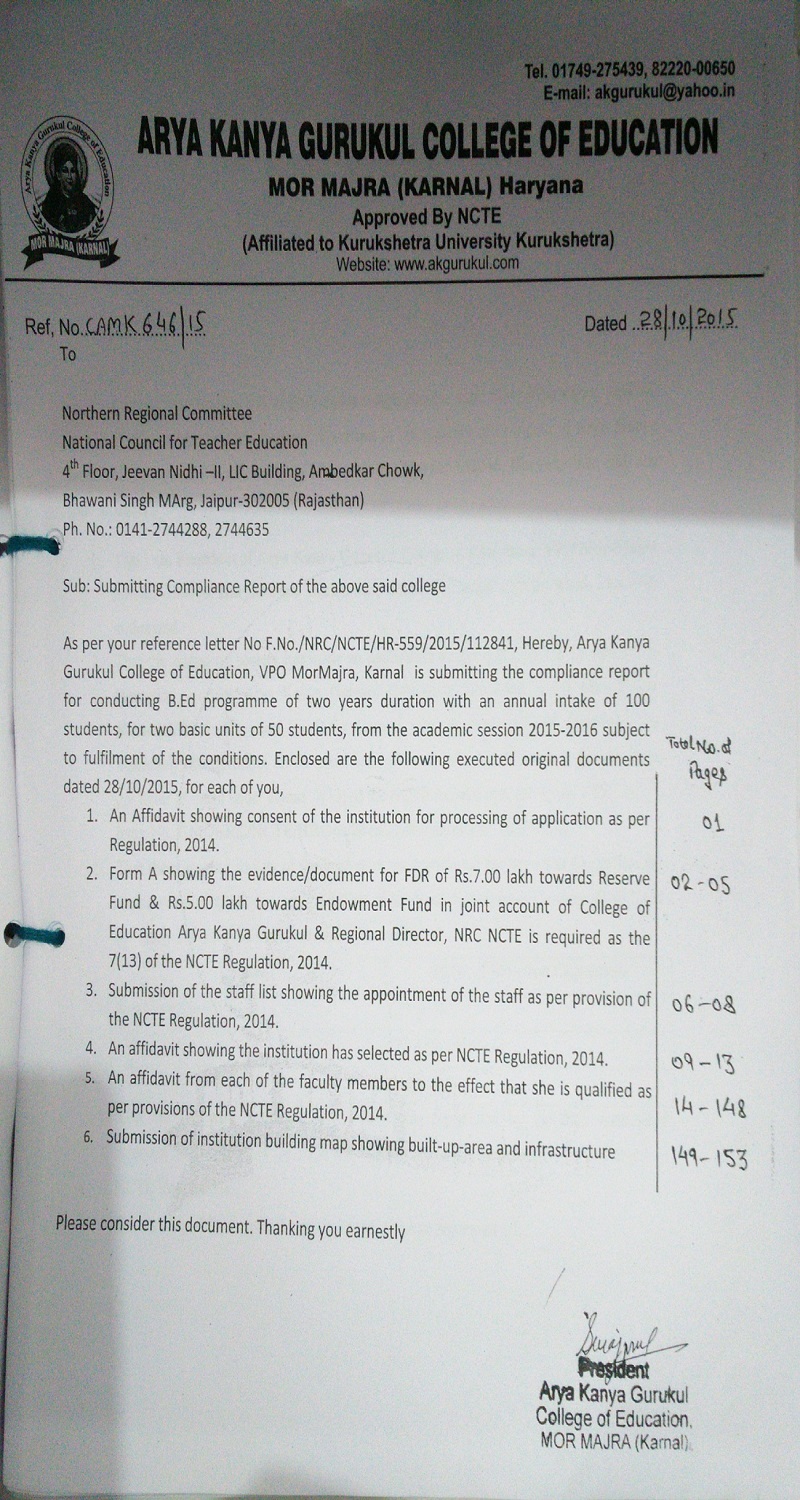 Tel. 01749-275439, 82220-00650
E-mail: akgurukul@yahoo.in
ARYA KANYA GURUKUL COLLEGE OF EDUCATION
MOR MAJRA (KARNAL) Haryana
Approved By NCTE
(Affiliated to Kurukshetra University Kurukshetra)
Website: www.akgurukul.com
Arya Kanya Gurukul College of Education
MOR MAJRA (KARNAL)
Ref, No. CAMK 646/15
Dated 28/10/2015
To
Northern Regional Committee
National Council for Teacher Education
4th Floor, Jeevan Nidhi –II, LIC Building, Ambedkar Chowk,
Bhawani Singh MArg, Jaipur-302005 (Rajasthan)
Ph. No.: 0141-2744288, 2744635
Sub: Submitting Compliance Report of the above said college
As per your reference letter No F.No./NRC/NCTE/HR-559/2015/112841, Hereby, Arya Kanya
Gurukul College of Education, VPO MorMajra, Karnal is submitting the compliance report
for conducting B.Ed programme of two years duration with an annual intake of 100
students, for two basic units of 50 students, from the academic session 2015-2016 subject
to fulfilment of the conditions. Enclosed are the following executed original documents
dated 28/10/2015, for each of you,
Total No. of
Pages
1. An Affidavit showing consent of the institution for processing of application as per
Regulation, 2014.
01
2. Form A showing the evidence/document for FDR of Rs.7.00 lakh towards Reserve
Fund & Rs.5.00 lakh towards Endowment Fund in joint account of College of
Education Arya Kanya Gurukul & Regional Director, NRC NCTE is required as the
7(13) of the NCTE Regulation, 2014.
02-05
3. Submission of the staff list showing the appointment of the staff as per provision of
the NCTE Regulation, 2014.
06-08
4. An affidavit showing the institution has selected as per NCTE Regulation, 2014.
09-13
5. An affidavit from each of the faculty members to the effect that she is qualified as
per provisions of the NCTE Regulation, 2014.
14-148
6. Submission of institution building map showing built-up-area and infrastructure
149-153
Please consider this document. Thanking you earnestly
President
Arya Kanya Gurukul
College of Education,
MOR MAJRA (Karnal)